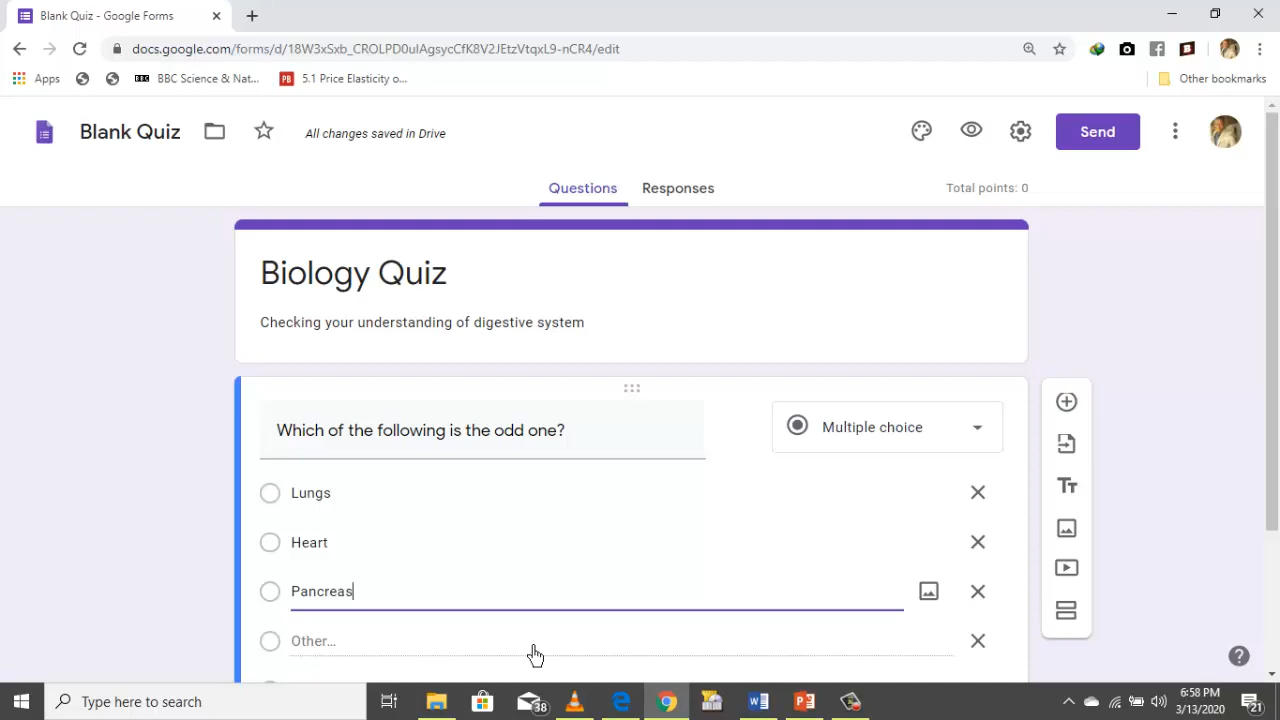 Blank Quiz - Google Forms
docs.google.com/forms/d/18W3xSxb_CROLPD0uIAgsycCfK8V2JEtzVtqxL9-nCR4/edit
Apps
BBC
BBC Science & Nat...
PB
5.1 Price Elasticity o...
Other bookmarks
Blank Quiz
All changes saved in Drive
Send
Questions
Responses
Total points: 0
Biology Quiz
Checking your understanding of digestive system
Which of the following is the odd one?
Multiple choice
Lungs
Heart
Pancreas
Other...
Tt
Type here to search
38
6:58 PM
3/13/2020
21